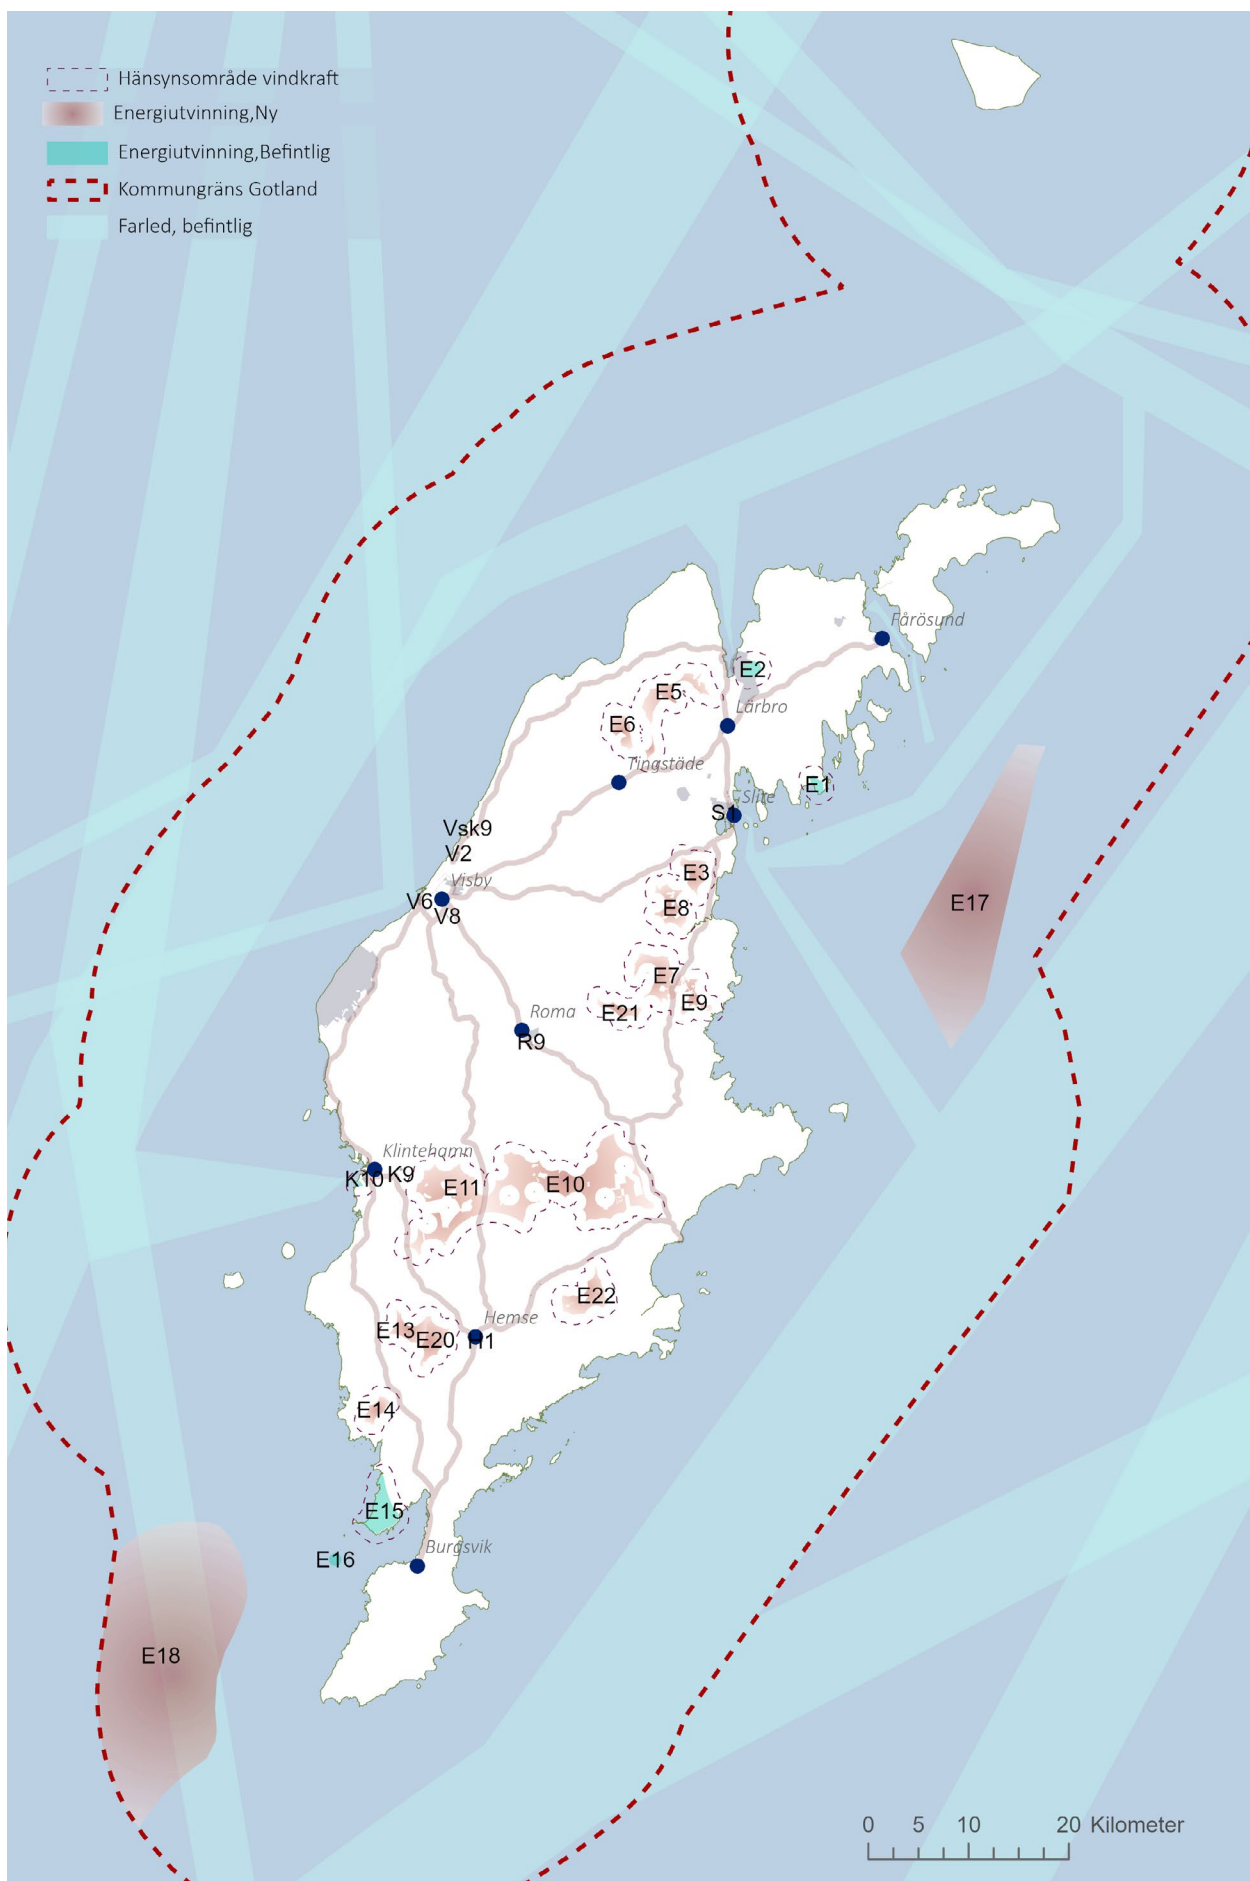 Hänsynsområde vindkraft
Energiutvinning,Ny
Energiutvinning,Befintlig
Kommungräns Gotland
Farled, befintlig
Fårösund
E2
E5
Lärbro
E6
Tingstäde
E1
Slite
S1
Vsk9
V2
E3
Visby
V6
E17
E8
V8
E7
E9
Roma
E21
R9
Klintehamn
K10
K9
E11
E10
E22
Hemse
E13
E20
H1
E14
E15
Burgsvik
E16
E18
0 5 10 20 Kilometer